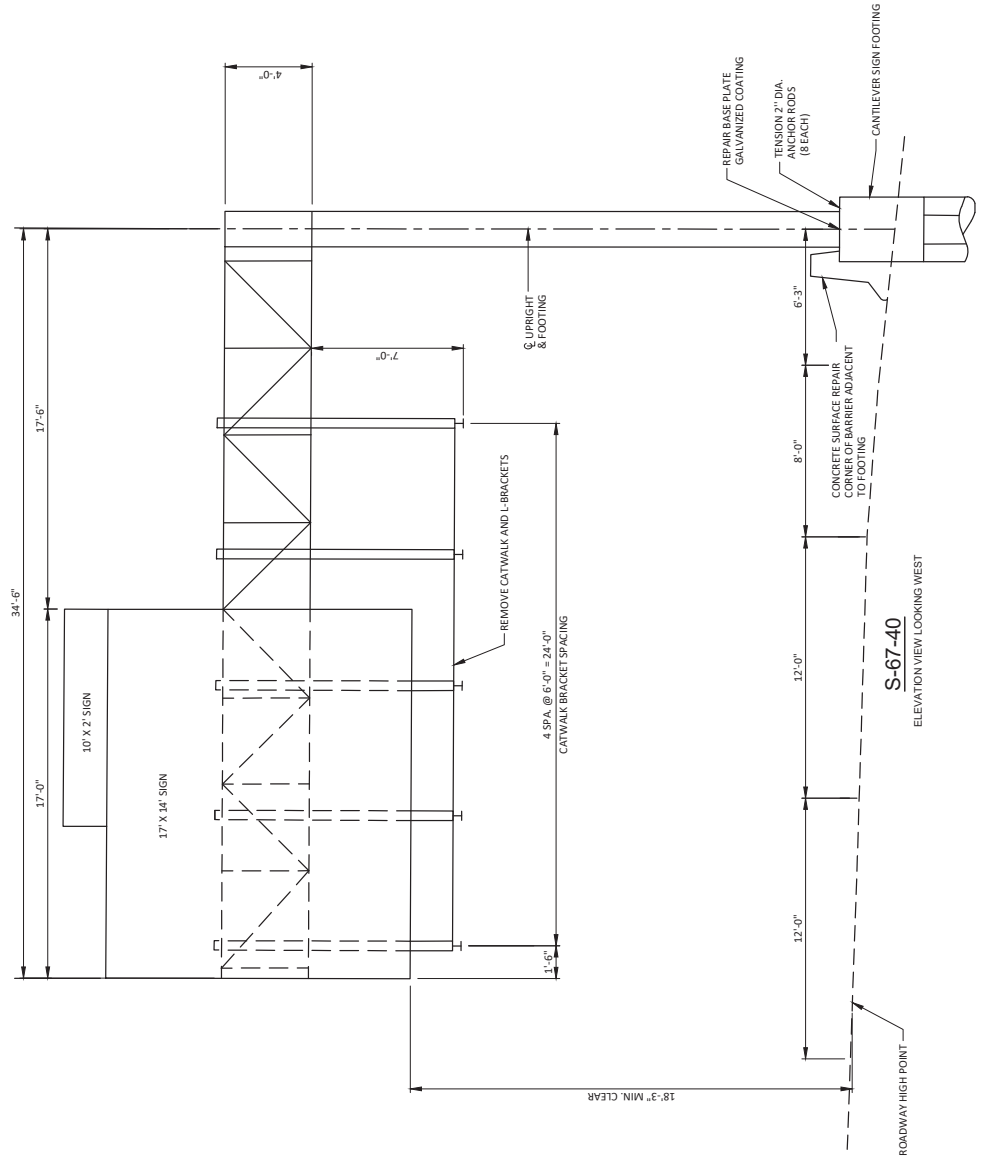 34'-6"
17'-0"
17'-6"
10' X 2' SIGN
17' X 14' SIGN
4'-0"
7'-0"
REMOVE CATWALK AND L-BRACKETS
4 SPA. @ 6'-0" = 24'-0"
CATWALK BRACKET SPACING
1'-6"
℄ UPRIGHT
& FOOTING
REPAIR BASE PLATE
GALVANIZED COATING
TENSION 2" DIA.
ANCHOR RODS
(8 EACH)
CANTILEVER SIGN FOOTING
CONCRETE SURFACE REPAIR
CORNER OF BARRIER ADJACENT
TO FOOTING
18'-3" MIN. CLEAR
12'-0"
12'-0"
8'-0"
6'-3"
ROADWAY HIGH POINT
S-67-40
ELEVATION VIEW LOOKING WEST